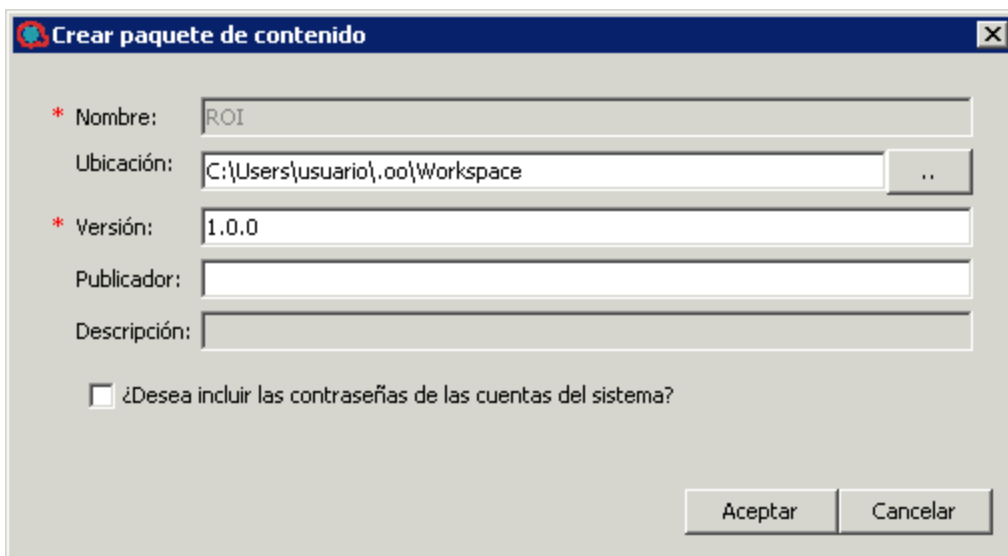 Crear paquete de contenido
* Nombre: ROI
Ubicación: C:\Users\usuario\.oo\Workspace ..
* Versión: 1.0.0
Publicador:
Descripción:
¿Desea incluir las contraseñas de las cuentas del sistema?
Aceptar Cancelar